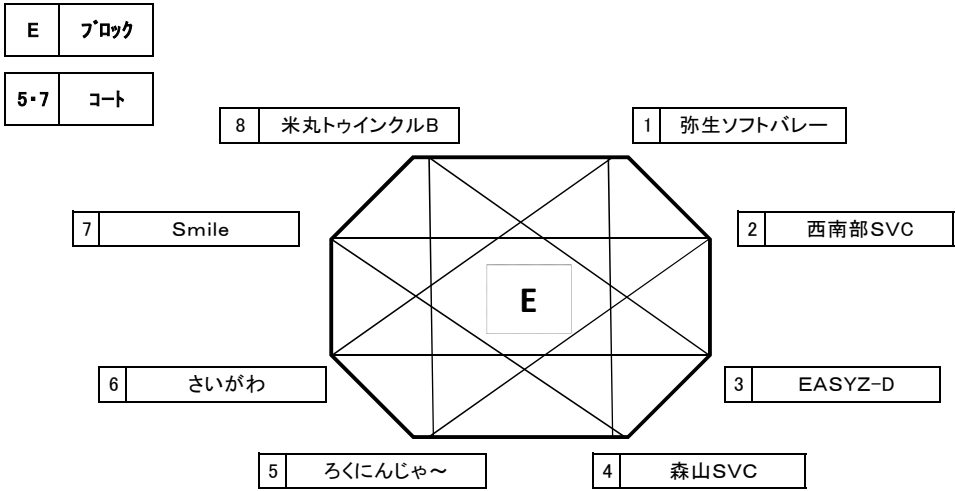 E ブロック
5・7 コート
8 米丸トゥインクルB
1 弥生ソフトバレー
7 Smile
2 西南部SVC
E
6 さいがわ
3 EASYZ-D
5 ろくにんじゃ～
4 森山SVC